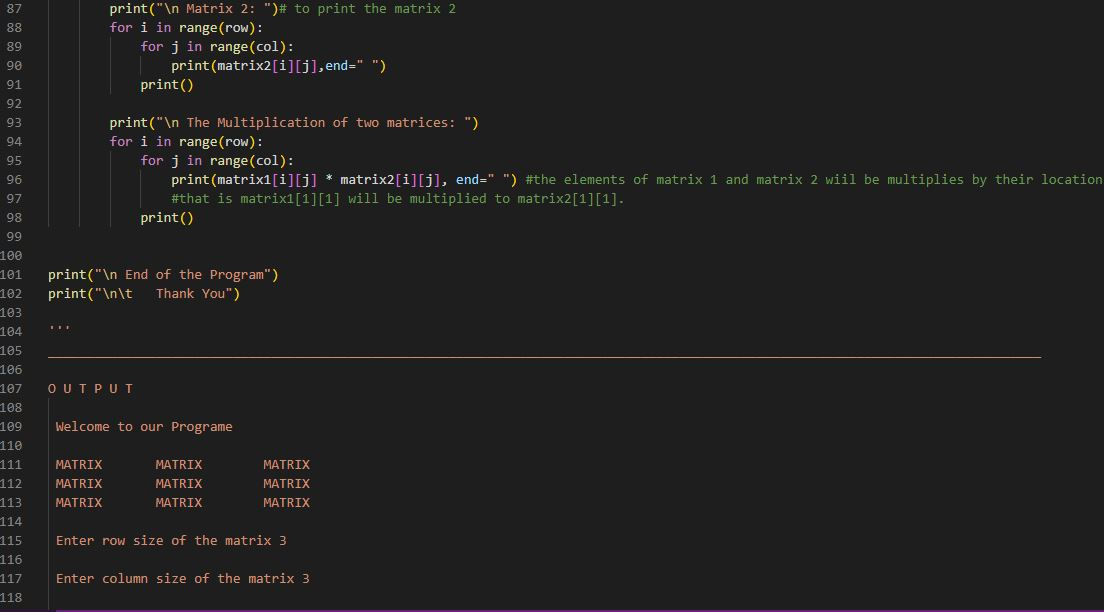 87 print("\n Matrix 2: ")# to print the matrix 2
88 for i in range(row):
89 for j in range(col):
90 print(matrix2[i][j],end=" ")
91 print()
92
93 print("\n The Multiplication of two matrices: ")
94 for i in range(row):
95 for j in range(col):
96 print(matrix1[i][j] * matrix2[i][j], end=" ") #the elements of matrix 1 and matrix 2 wiil be multiplies by their location
97 #that is matrix1[1][1] will be multiplied to matrix2[1][1].
98 print()
99
100
101 print("\n End of the Program")
102 print("\n\t   Thank You")
103
104 '''
105 ________________________________________________________________________________
106
107 O U T P U T
108
109 Welcome to our Programe
110
111 MATRIX MATRIX MATRIX
112 MATRIX MATRIX MATRIX
113 MATRIX MATRIX MATRIX
114
115 Enter row size of the matrix 3
116
117 Enter column size of the matrix 3
118